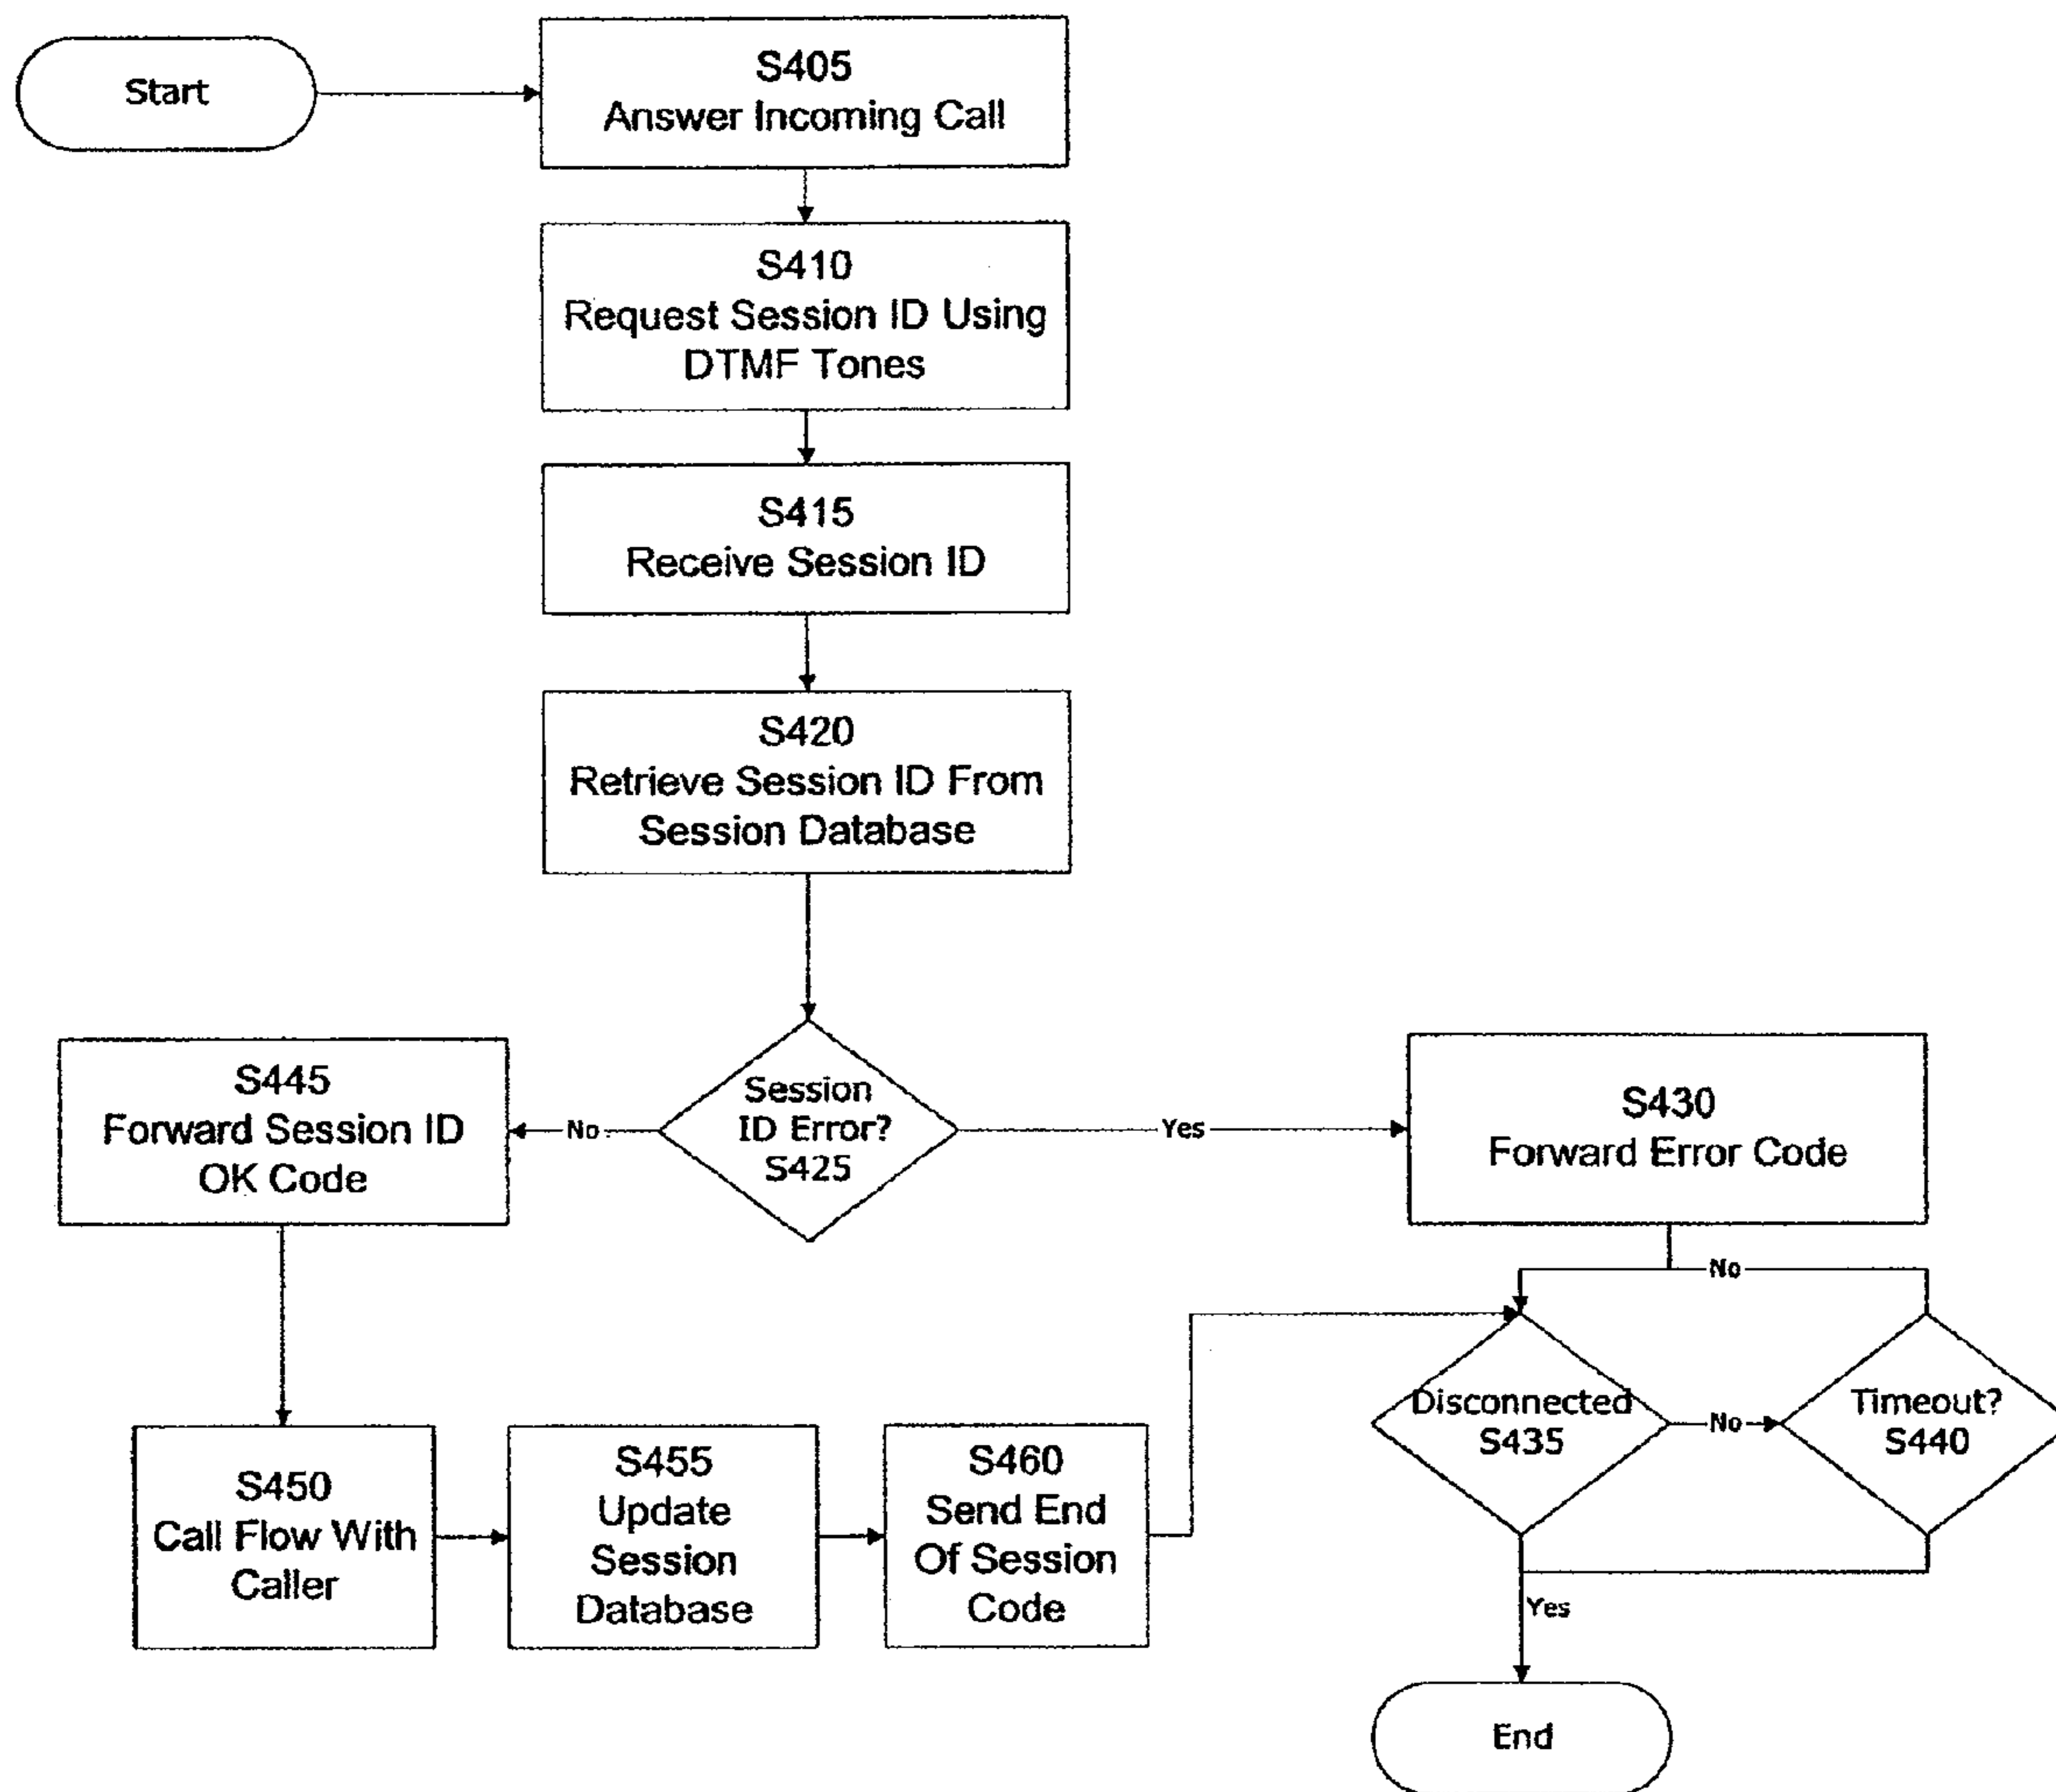 Start
S405
Answer Incoming Call
S410
Request Session ID Using
DTMF Tones
S415
Receive Session ID
S420
Retrieve Session ID From
Session Database
Session
ID Error?
S425
No
Yes
S445
Forward Session ID
OK Code
S430
Forward Error Code
No
Disconnected
S435
No
Timeout?
S440
S450
Call Flow With
Caller
S455
Update
Session
Database
S460
Send End
Of Session
Code
Yes
End